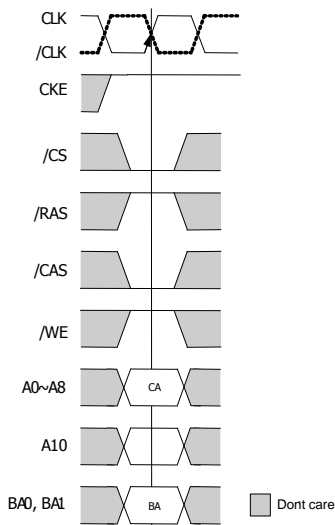 CLK
/CLK
CKE
/CS
/RAS
/CAS
/WE
A0~A8
CA
A10
BA0, BA1
BA
Dont care